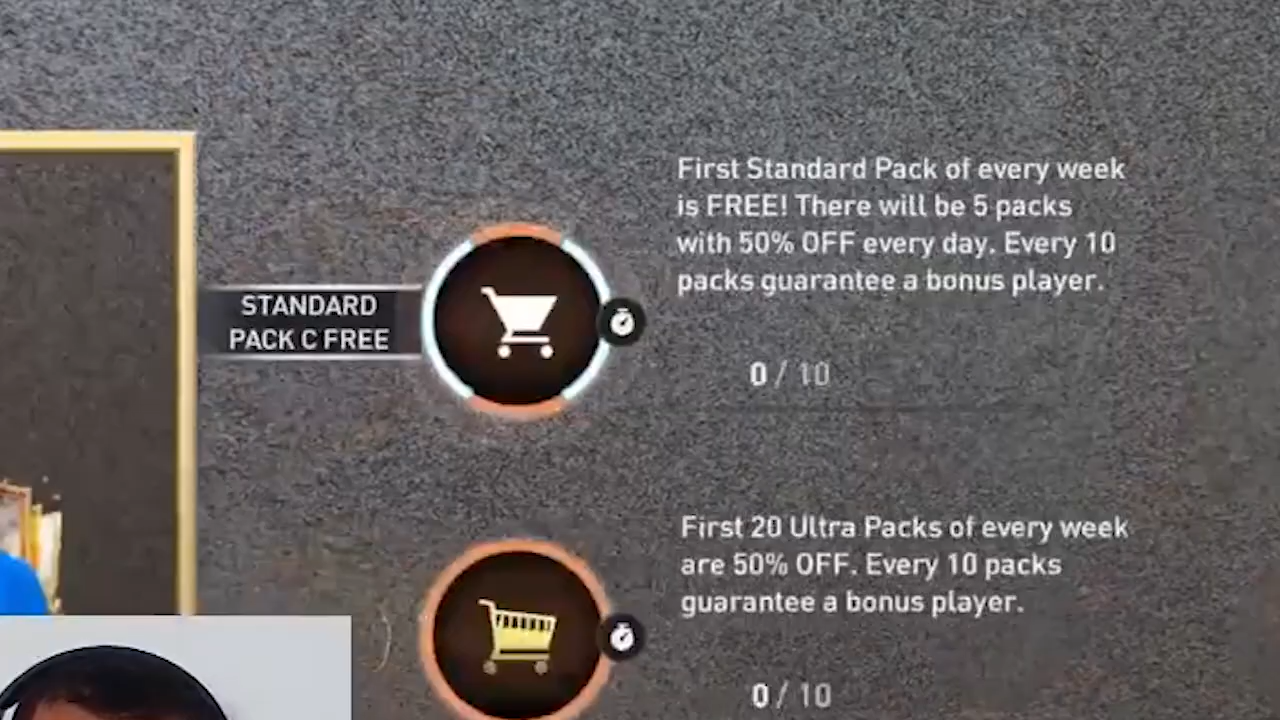 First Standard Pack of every week
is FREE! There will be 5 packs
with 50% OFF every day. Every 10
packs guarantee a bonus player.
STANDARD
PACK C FREE
0 / 10
First 20 Ultra Packs of every week
are 50% OFF. Every 10 packs
guarantee a bonus player.
0 / 10